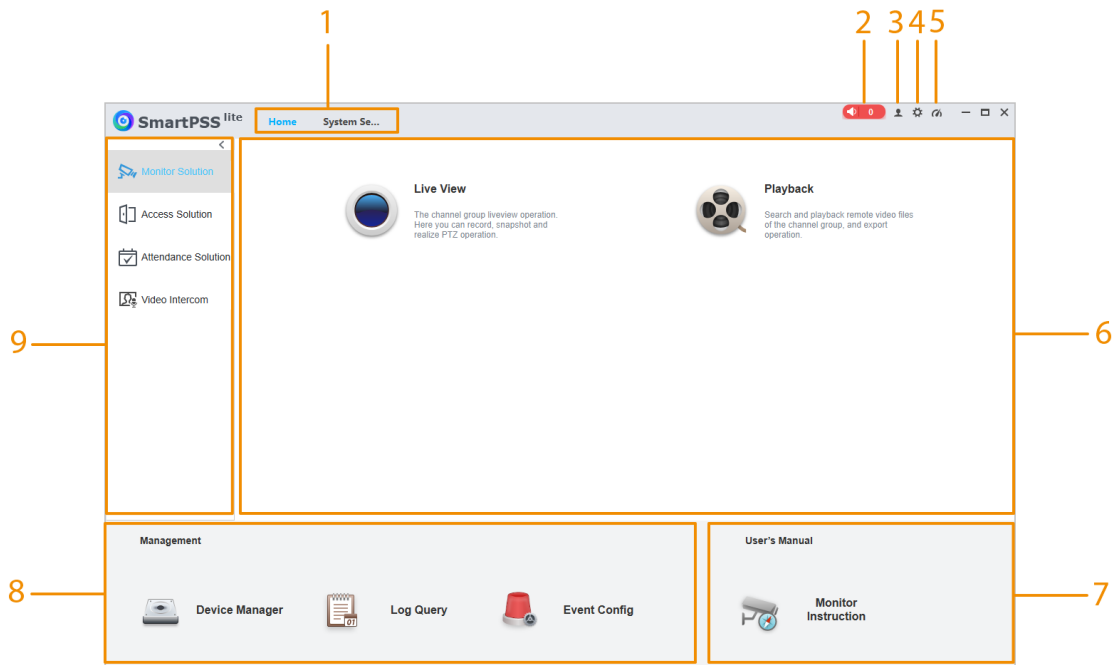 1
2
3
4
5
SmartPSS lite
Home
System Se...
0
Monitor Solution
Access Solution
Attendance Solution
Video Intercom
Live View
The channel group liveview operation.
Here you can record, snapshot and
realize PTZ operation.
Playback
Search and playback remote video files
of the channel group, and export
operation.
9
6
Management
Device Manager
01
Log Query
Event Config
User's Manual
Monitor
Instruction
8
7